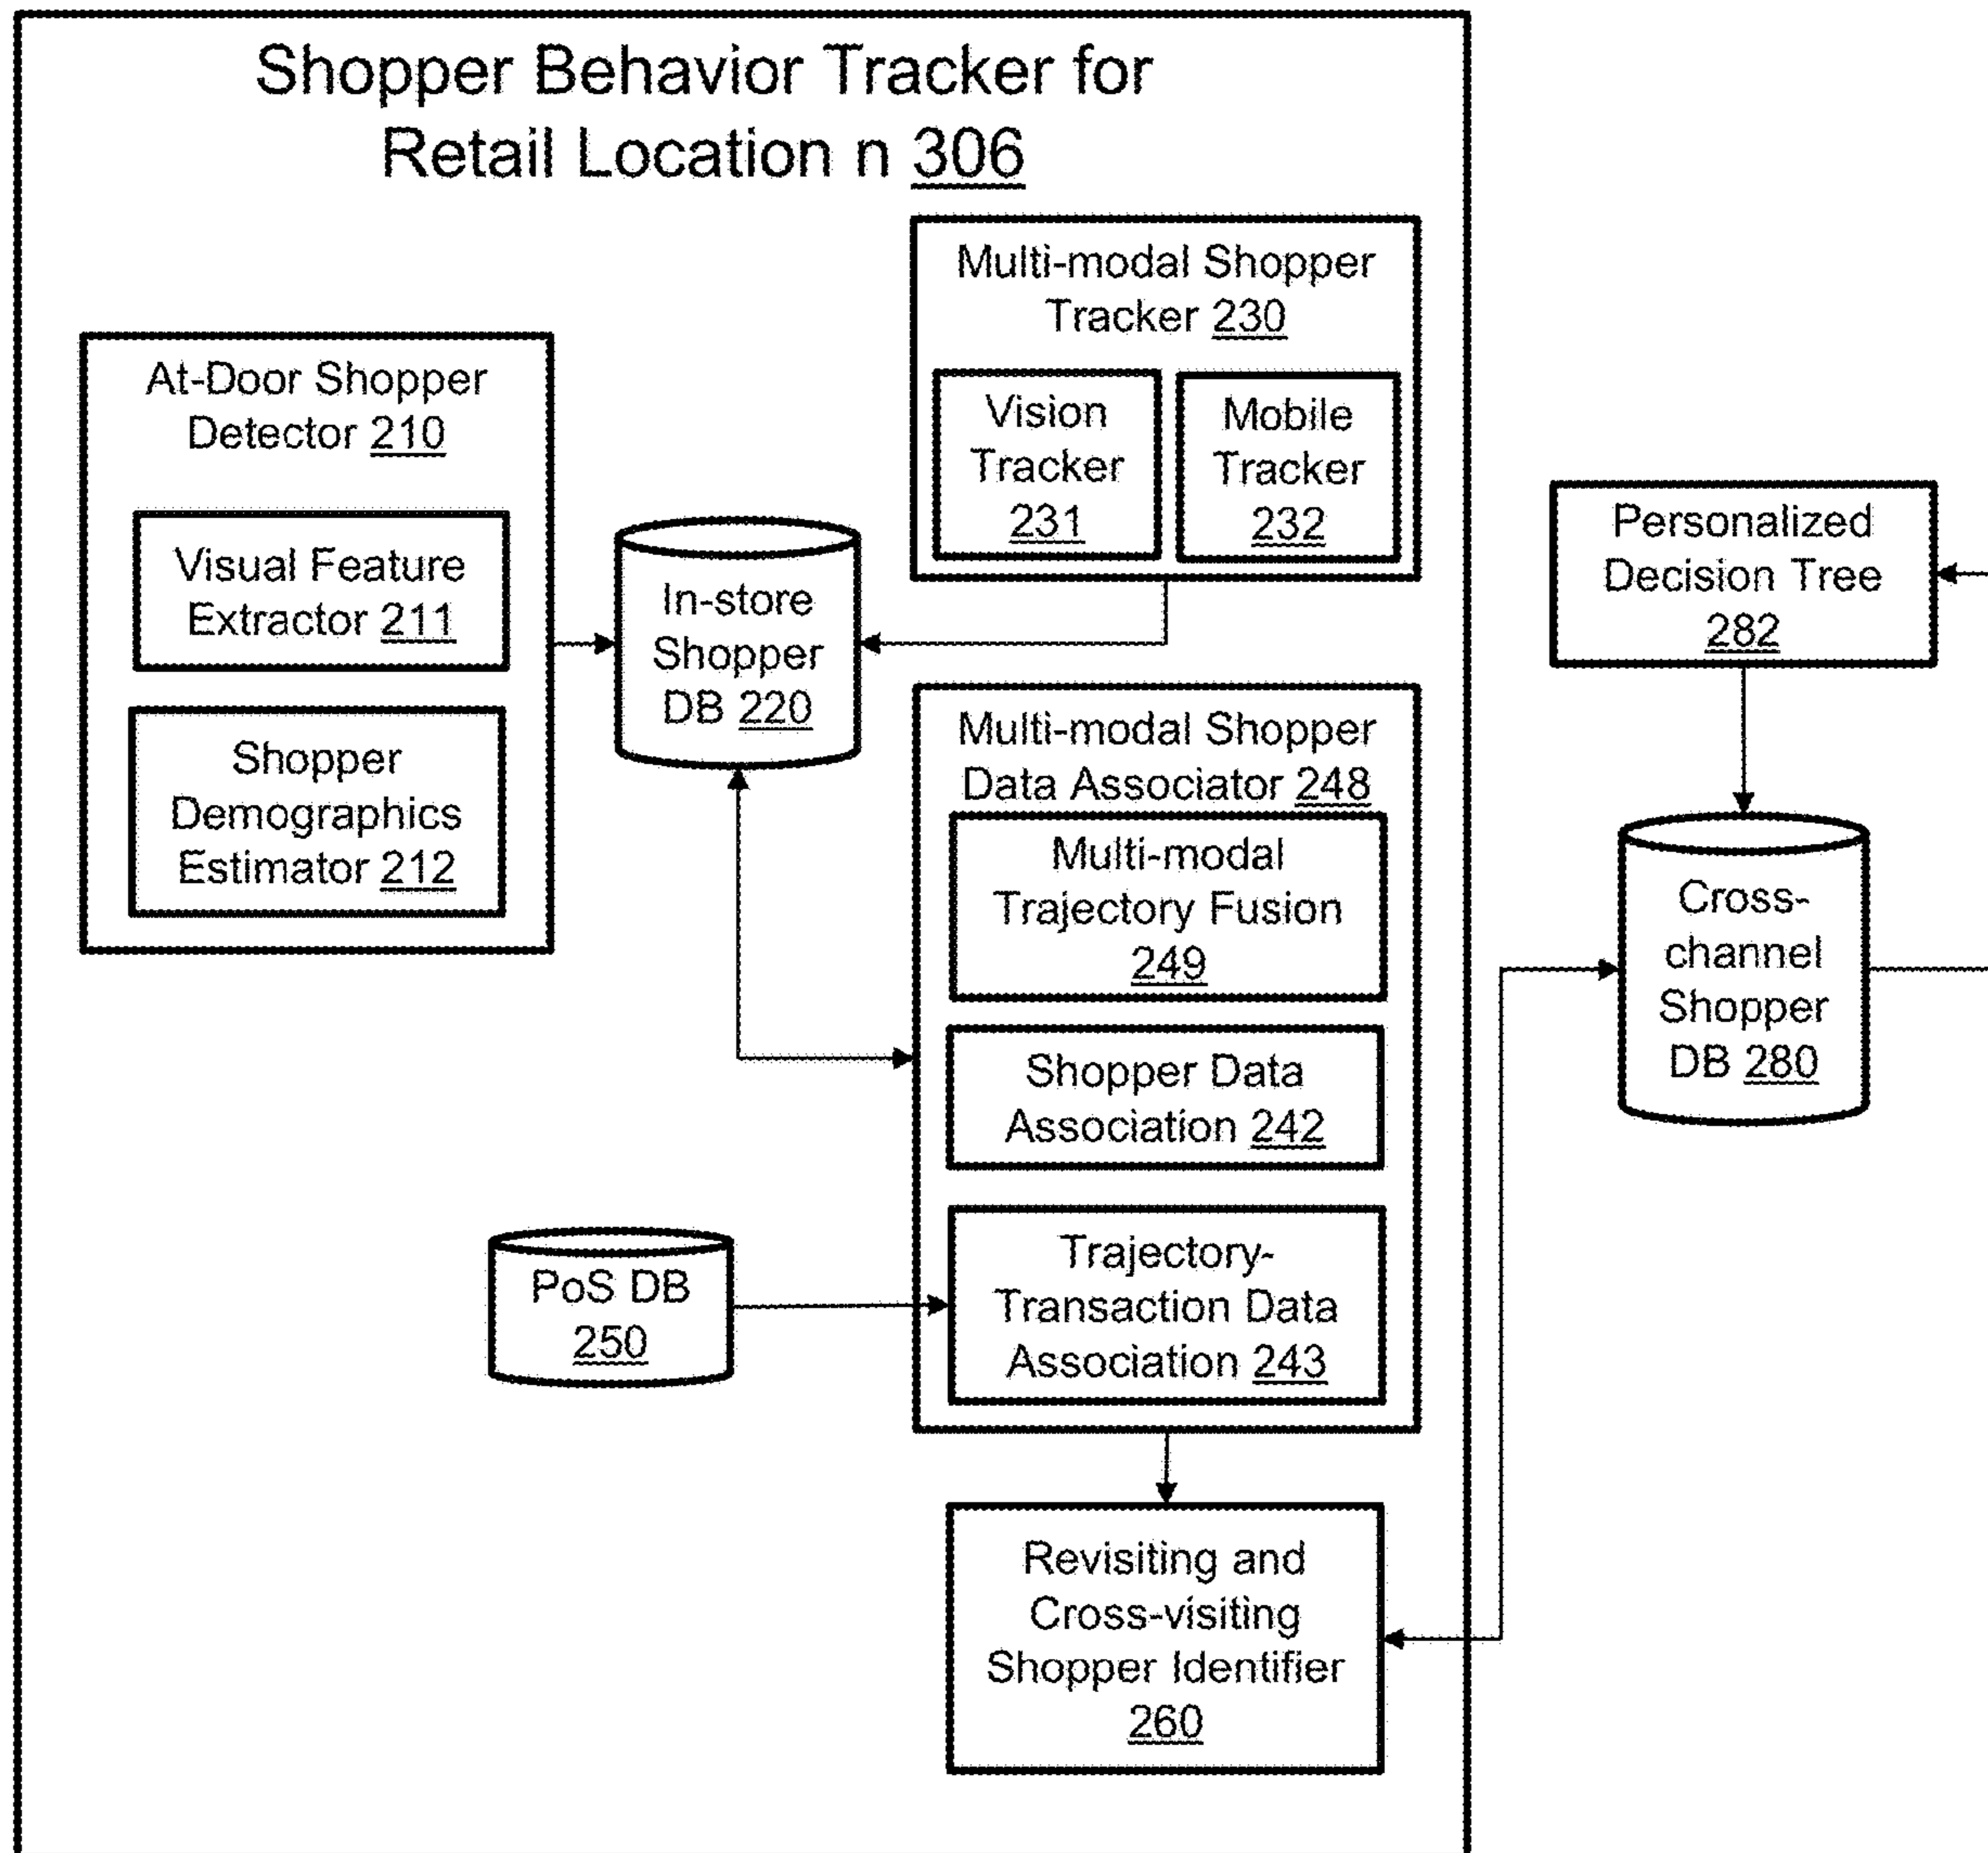 Shopper Behavior Tracker for
Retail Location n 306
Multi-modal Shopper
Tracker 230
Vision
Tracker
231
Mobile
Tracker
232
At-Door Shopper
Detector 210
Visual Feature
Extractor 211
Shopper
Demographics
Estimator 212
In-store
Shopper
DB 220
Multi-modal Shopper
Data Associator 248
Multi-modal
Trajectory Fusion
249
Shopper Data
Association 242
Trajectory-
Transaction Data
Association 243
PoS DB
250
Revisiting and
Cross-visiting
Shopper Identifier
260
Personalized
Decision Tree
282
Cross-
channel
Shopper
DB 280